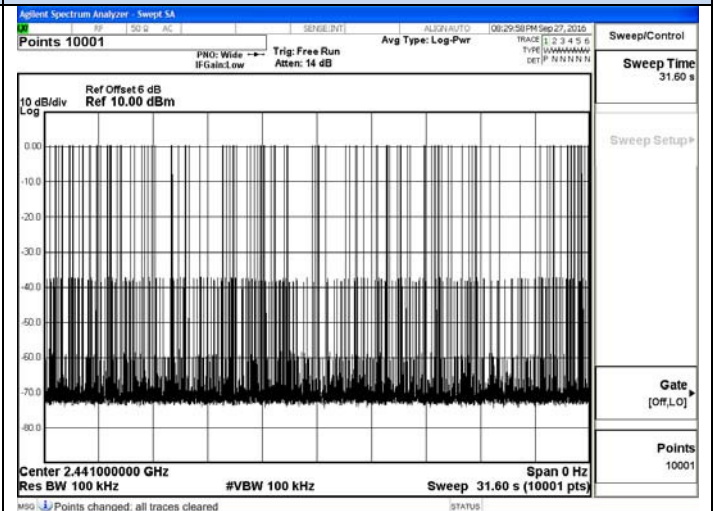 Agilent Spectrum Analyzer - Swept SA
RF 50 Ω AC SENSE:INT ALIGN AUTO 08:29:58 PM Sep 27, 2016
Points 10001
PNO: Wide
IFGain:Low
Trig: Free Run
Atten: 14 dB
Avg Type: Log-Pwr
TRACE 1 2 3 4 5 6
TYPE
DET P N N N N N
Ref Offset 6 dB
10 dB/div Ref 10.00 dBm
Log
0.00
-10.0
-20.0
-30.0
-40.0
-50.0
-60.0
-70.0
-80.0
Center 2.441000000 GHz Span 0 Hz
Res BW 100 kHz #VBW 100 kHz Sweep 31.60 s (10001 pts)
MSG Points changed; all traces cleared STATUS
Sweep/Control
Sweep Time
31.60 s
Sweep Setup
Gate
[Off,LO]
Points
10001